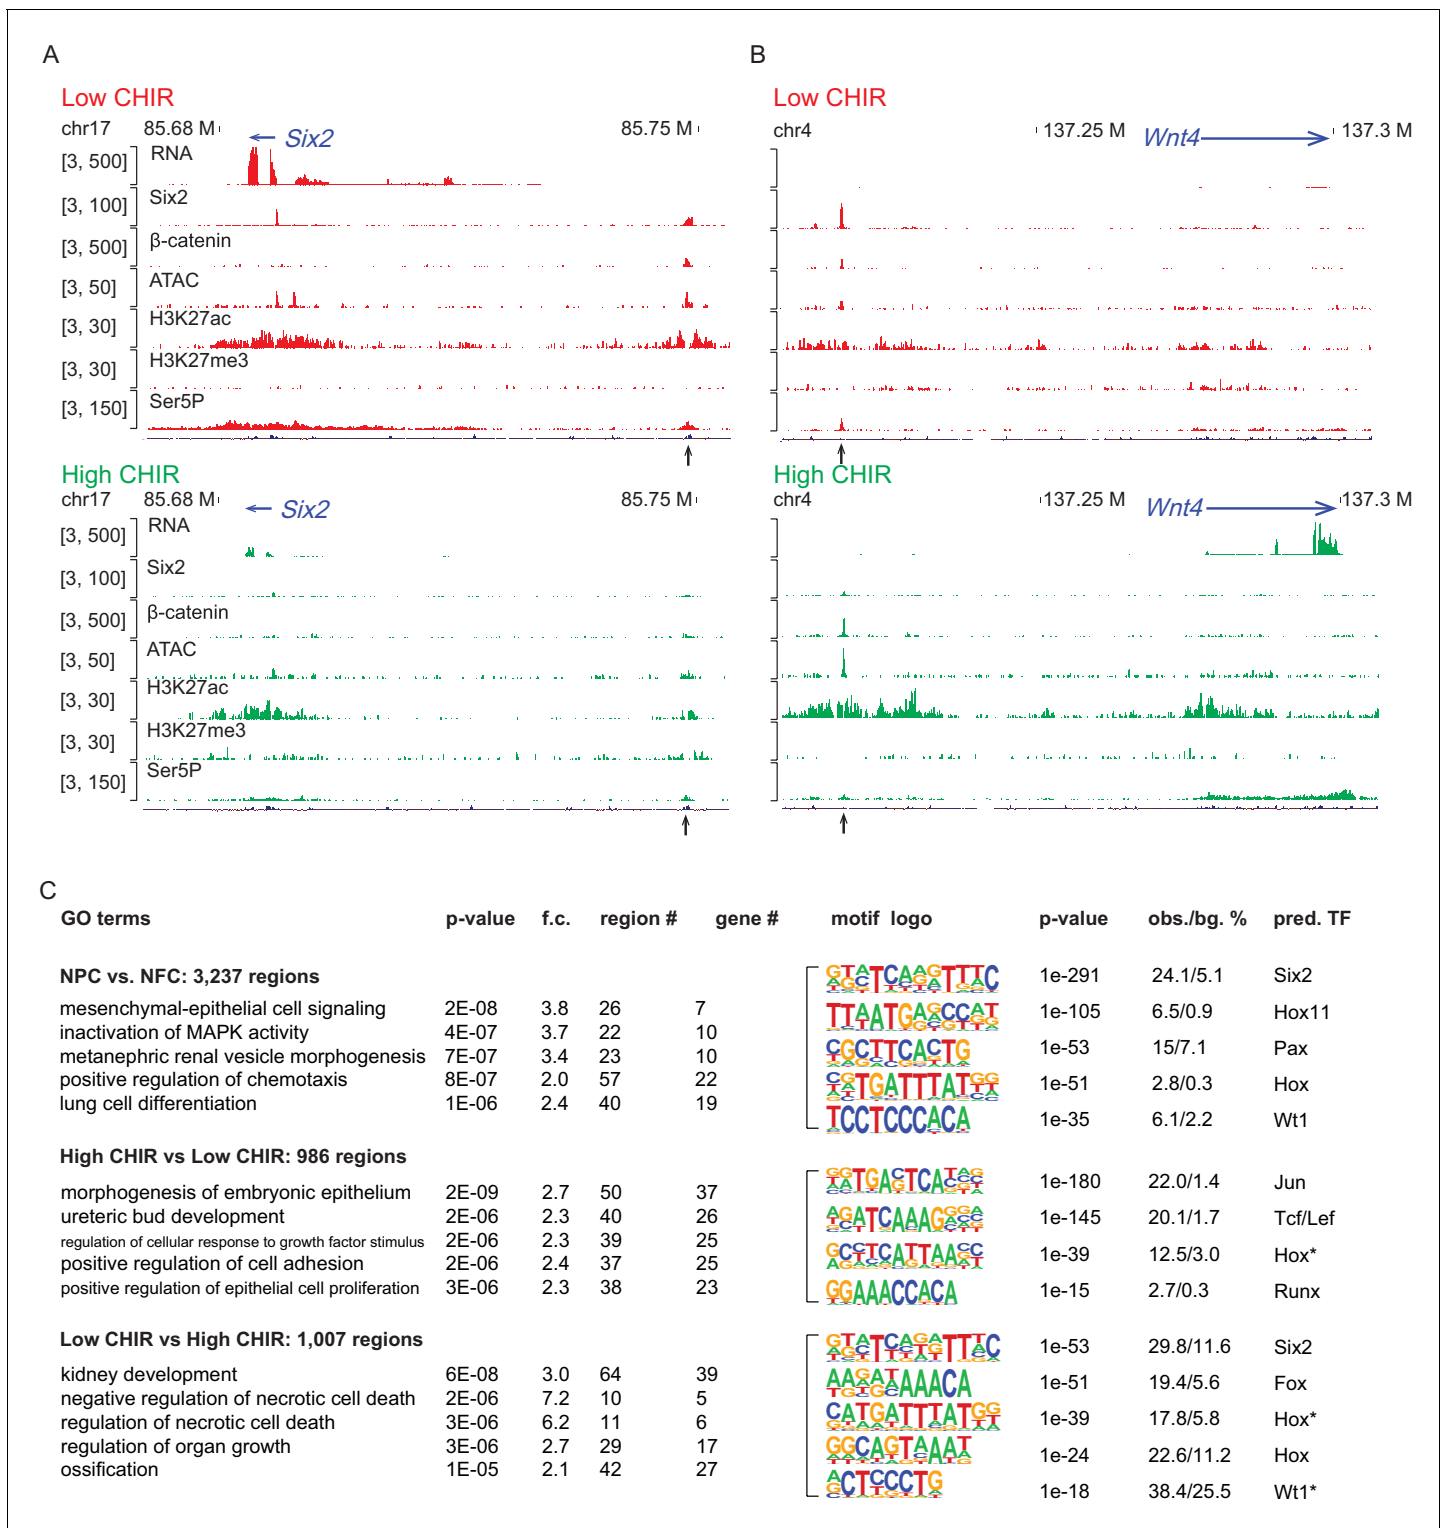 A
Low CHIR
chr17 85.68 M 85.75 M
Six2
[3, 500] RNA
[3, 100] Six2
[3, 500] β-catenin
[3, 50] ATAC
[3, 30] H3K27ac
[3, 30] H3K27me3
[3, 150] Ser5P
High CHIR
chr17 85.68 M 85.75 M
Six2
[3, 500] RNA
[3, 100] Six2
[3, 500] β-catenin
[3, 50] ATAC
[3, 30] H3K27ac
[3, 30] H3K27me3
[3, 150] Ser5P
B
Low CHIR
chr4 137.25 M 137.3 M
Wnt4
High CHIR
chr4 137.25 M 137.3 M
Wnt4
C
GO terms p-value f.c. region # gene # motif logo p-value obs./bg. % pred. TF
NPC vs. NFC: 3,237 regions
mesenchymal-epithelial cell signaling 2E-08 3.8 26 7
inactivation of MAPK activity 4E-07 3.7 22 10
metanephric renal vesicle morphogenesis 7E-07 3.4 23 10
positive regulation of chemotaxis 8E-07 2.0 57 22
lung cell differentiation 1E-06 2.4 40 19
1e-291 24.1/5.1 Six2
1e-105 6.5/0.9 Hox11
1e-53 15/7.1 Pax
1e-51 2.8/0.3 Hox
1e-35 6.1/2.2 Wt1
High CHIR vs Low CHIR: 986 regions
morphogenesis of embryonic epithelium 2E-09 2.7 50 37
ureteric bud development 2E-06 2.3 40 26
regulation of cellular response to growth factor stimulus 2E-06 2.3 39 25
positive regulation of cell adhesion 2E-06 2.4 37 25
positive regulation of epithelial cell proliferation 3E-06 2.3 38 23
1e-180 22.0/1.4 Jun
1e-145 20.1/1.7 Tcf/Lef
1e-39 12.5/3.0 Hox*
GGAAACCACA 1e-15 2.7/0.3 Runx
Low CHIR vs High CHIR: 1,007 regions
kidney development 6E-08 3.0 64 39
negative regulation of necrotic cell death 2E-06 7.2 10 5
regulation of necrotic cell death 3E-06 6.2 11 6
regulation of organ growth 3E-06 2.7 29 17
ossification 1E-05 2.1 42 27
1e-53 29.8/11.6 Six2
1e-51 19.4/5.6 Fox
1e-39 17.8/5.8 Hox*
1e-24 22.6/11.2 Hox
1e-18 38.4/25.5 Wt1*